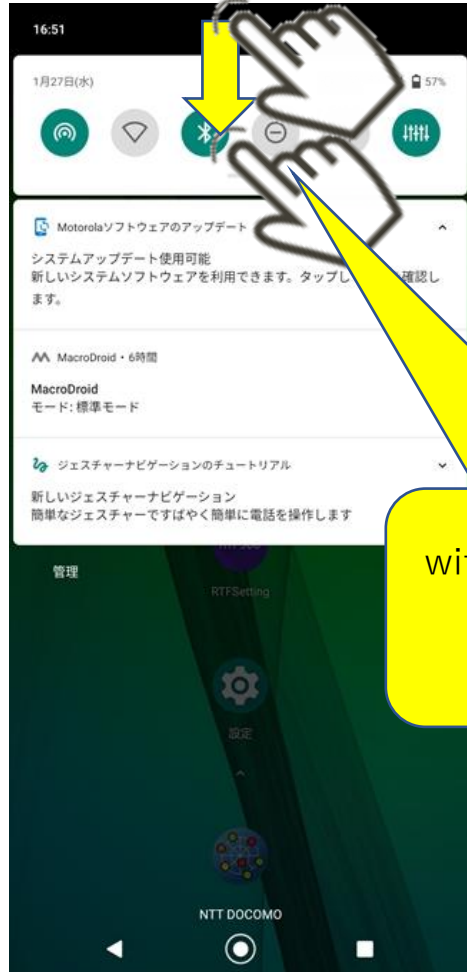 16:51
1月27日(水)
57%
Motorolaソフトウェアのアップデート
システムアップデート使用可能
新しいシステムソフトウェアを利用できます。タップし 確認し
ます。
MacroDroid・6時間
MacroDroid
モード: 標準モード
ジェスチャーナビゲーションのチュートリアル
新しいジェスチャーナビゲーション
簡単なジェスチャーですばやく簡単に電話を操作します
管理
RTFSetting
設定
NTT DOCOMO